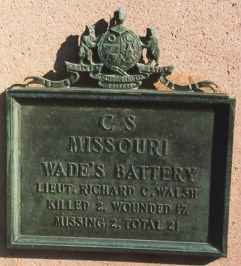 C S
MISSOURI
WADE'S BATTERY
LIEUT. RICHARD C. WALSH
KILLED 2, WOUNDED 17,
MISSING 2, TOTAL 21